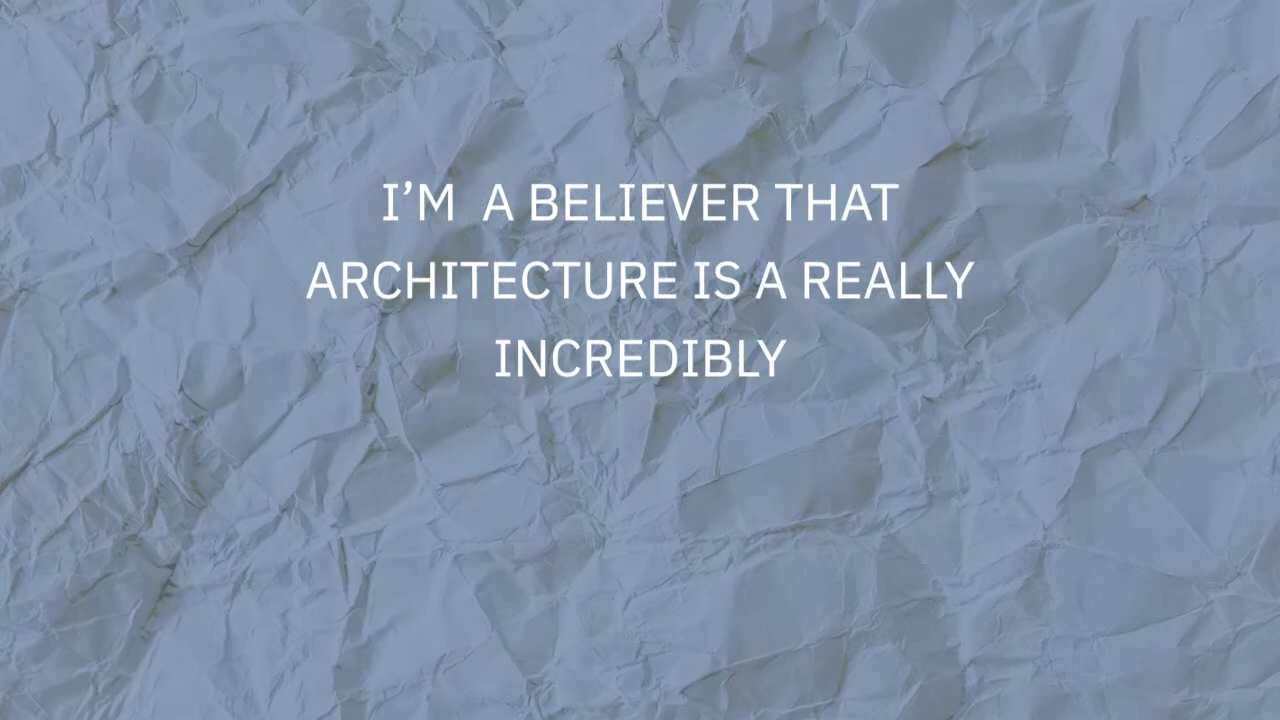 I’M  A BELIEVER THAT
ARCHITECTURE IS A REALLY
INCREDIBLY